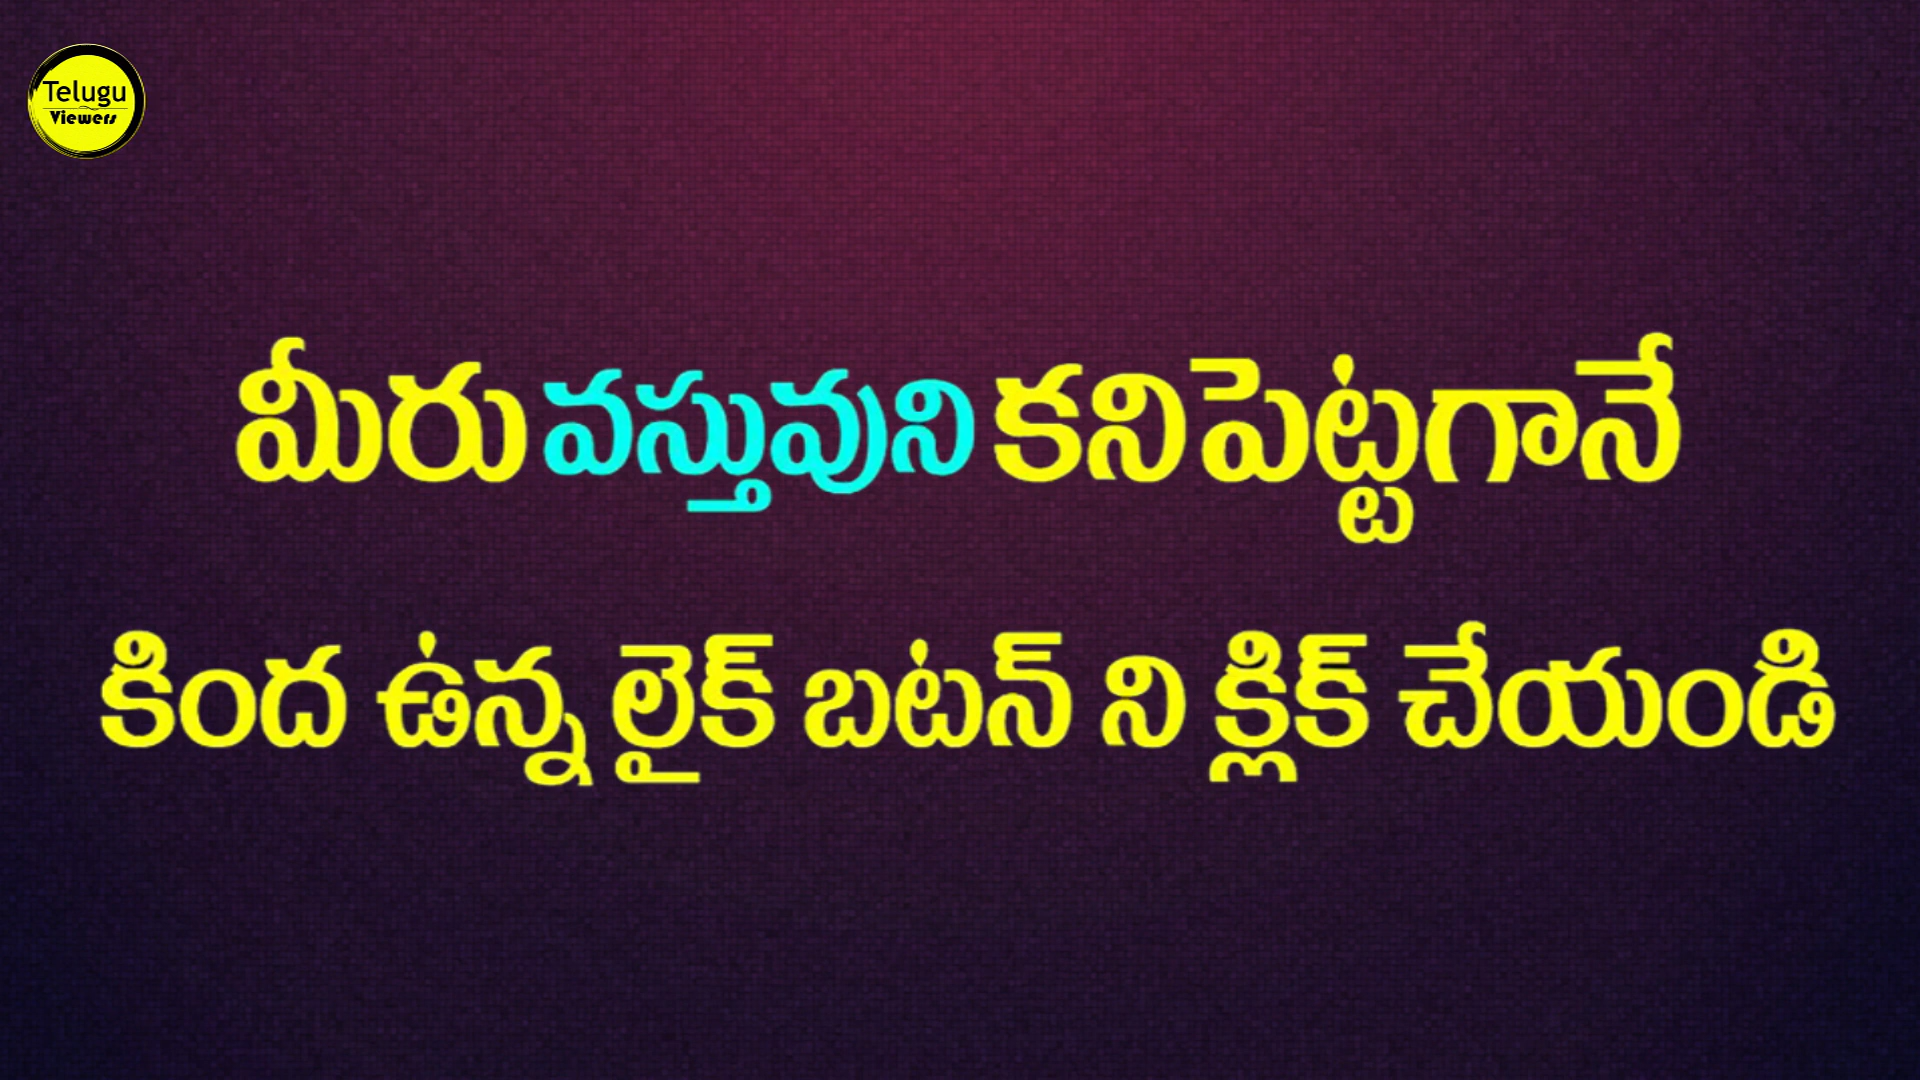 Telugu
Viewers
మీరు వస్తువుని కనిపెట్టగానే
కింద ఉన్న లైక్ బటన్ ని క్లిక్ చేయండి